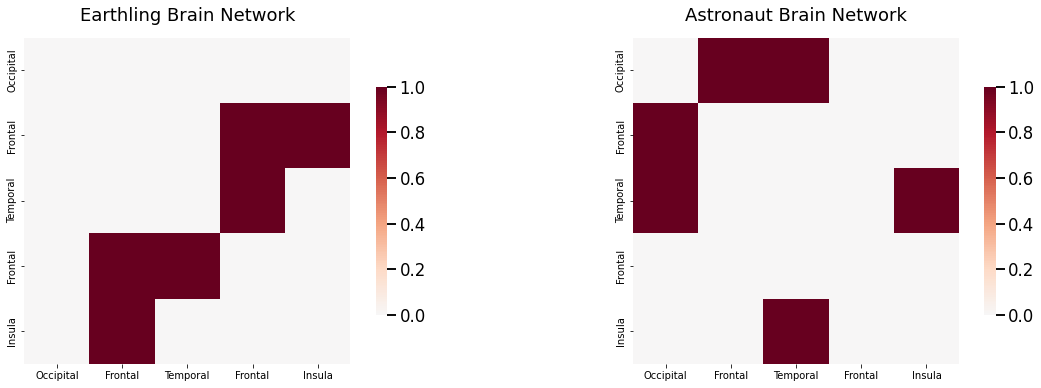 Earthling Brain Network
Occipital
Frontal
Temporal
Frontal
Insula
Occipital Frontal Temporal Frontal Insula
1.0
0.8
0.6
0.4
0.2
0.0
Astronaut Brain Network
Occipital
Frontal
Temporal
Frontal
Insula
Occipital Frontal Temporal Frontal Insula
1.0
0.8
0.6
0.4
0.2
0.0